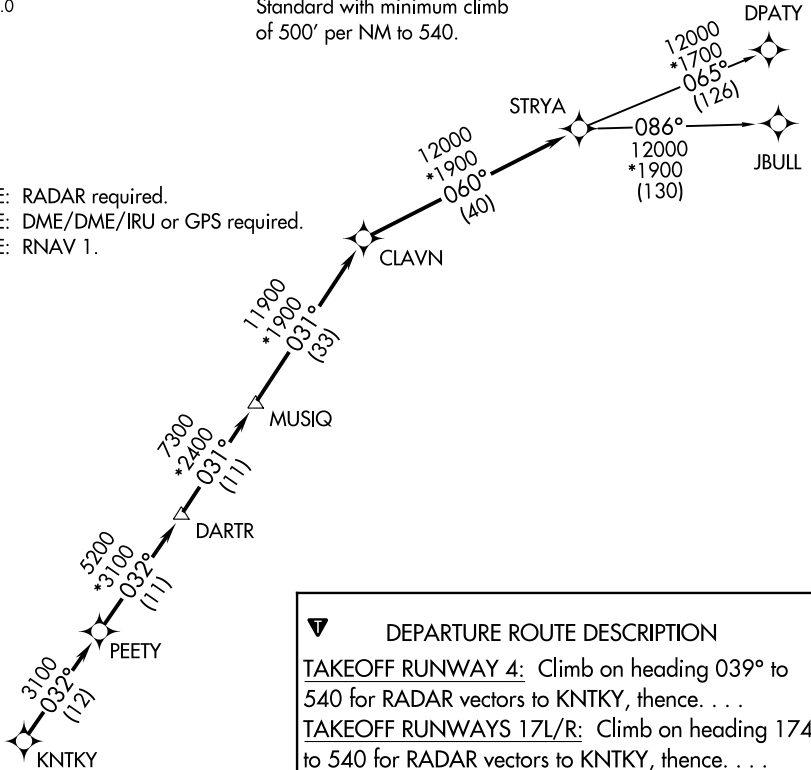 .0
Standard with minimum climb
of 500' per NM to 540.
DPATY
12000
*1700
065°
(126)
STRYA
086°
12000
*1900
(130)
JBULL
12000
*1900
060°
(40)
E: RADAR required.
E: DME/DME/IRU or GPS required.
E: RNAV 1.
CLAVN
11900
*1900
031°
(33)
MUSIQ
7300
*2400
031°
(11)
DARTR
5200
*3100
032°
(11)
PEETY
3100
032°
(12)
KNTKY
T
DEPARTURE ROUTE DESCRIPTION
TAKEOFF RUNWAY 4: Climb on heading 039° to
540 for RADAR vectors to KNTKY, thence. . . .
TAKEOFF RUNWAYS 17L/R: Climb on heading 174
to 540 for RADAR vectors to KNTKY, thence. . . .